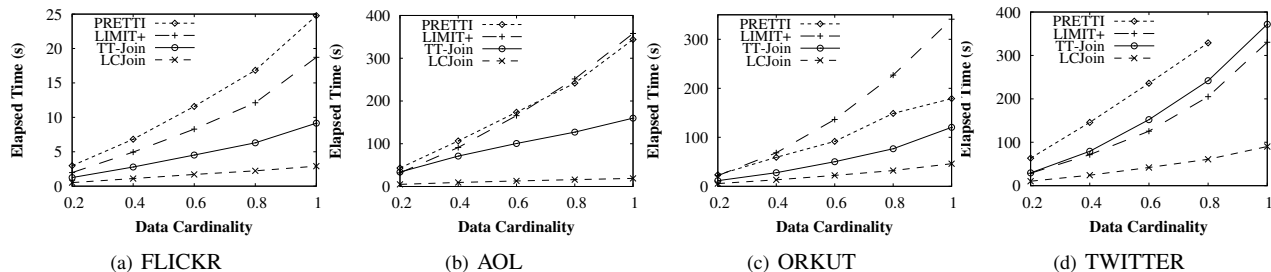 25
20
15
10
5
0
Elapsed Time (s)
PRETTI
LIMIT+
TT-Join
LCJoin
0.2 0.4 0.6 0.8 1
Data Cardinality
(a) FLICKR
400
300
200
100
0
Elapsed Time (s)
PRETTI
LIMIT+
TT-Join
LCJoin
0.2 0.4 0.6 0.8 1
Data Cardinality
(b) AOL
300
200
100
0
Elapsed Time (s)
PRETTI
LIMIT+
TT-Join
LCJoin
0.2 0.4 0.6 0.8 1
Data Cardinality
(c) ORKUT
400
300
200
100
0
Elapsed Time (s)
PRETTI
LIMIT+
TT-Join
LCJoin
0.2 0.4 0.6 0.8 1
Data Cardinality
(d) TWITTER